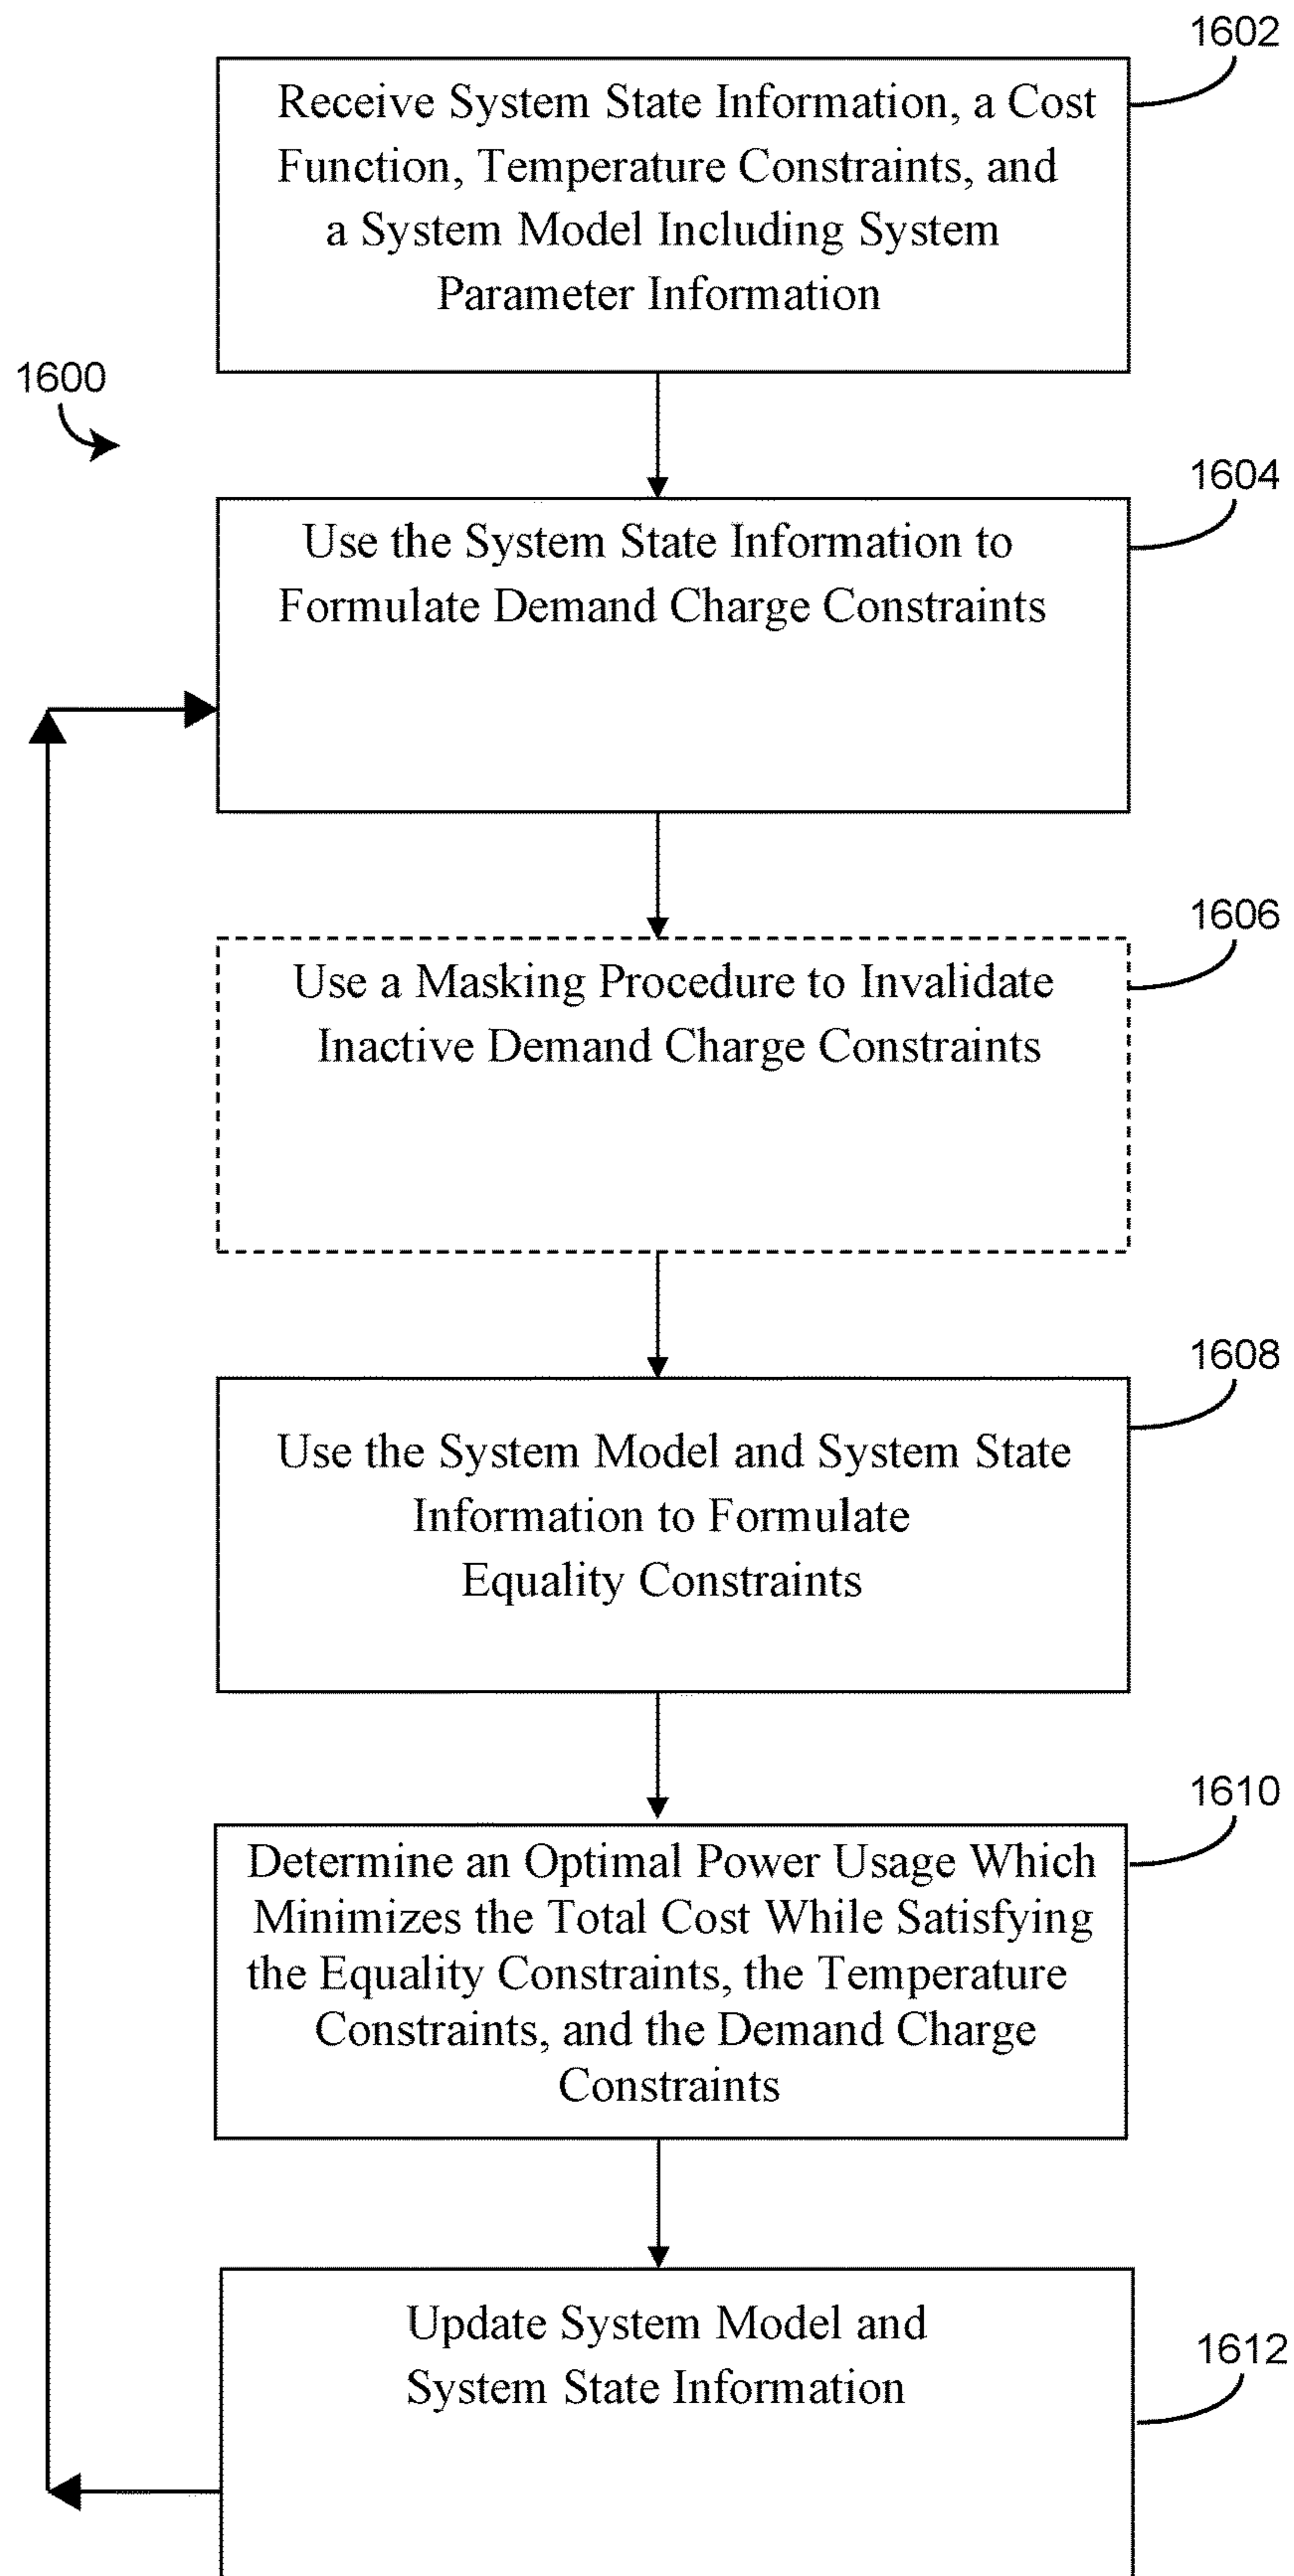 1602
Receive System State Information, a Cost
Function, Temperature Constraints, and
a System Model Including System
Parameter Information
1600
1604
Use the System State Information to
Formulate Demand Charge Constraints
1606
Use a Masking Procedure to Invalidate
Inactive Demand Charge Constraints
1608
Use the System Model and System State
Information to Formulate
Equality Constraints
1610
Determine an Optimal Power Usage Which
Minimizes the Total Cost While Satisfying
the Equality Constraints, the Temperature
Constraints, and the Demand Charge
Constraints
1612
Update System Model and
System State Information